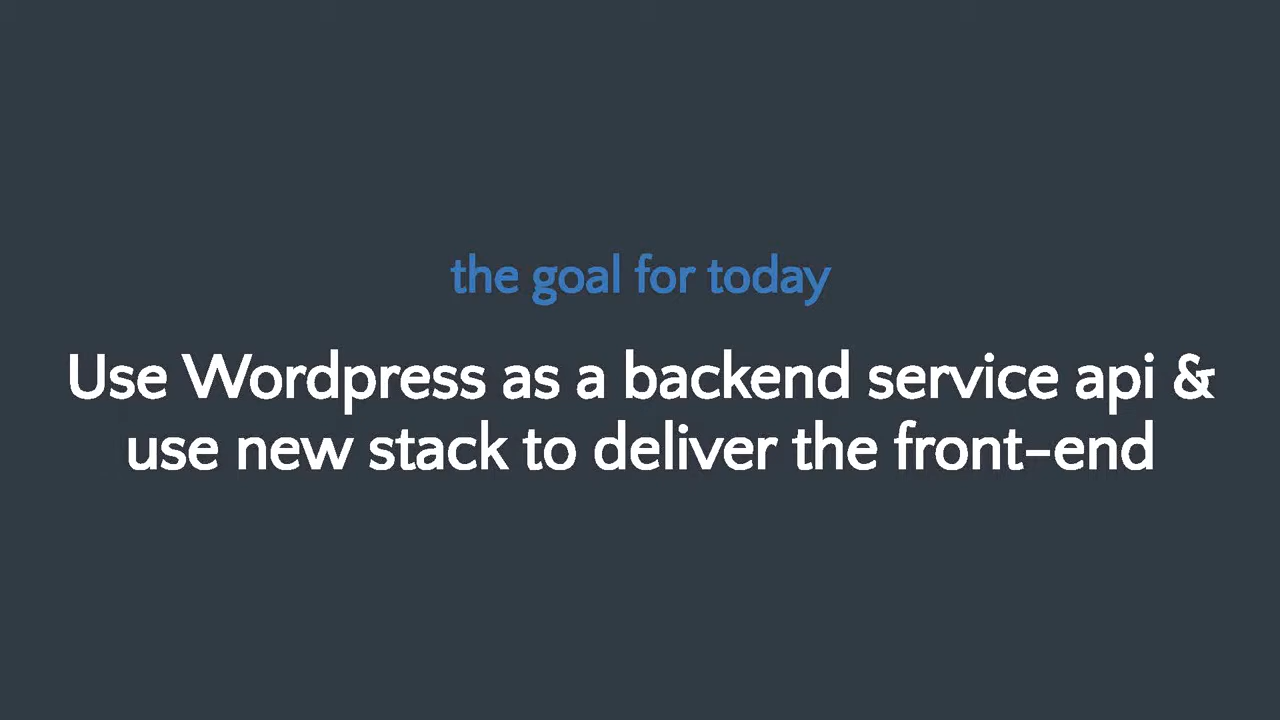 the goal for today
Use Wordpress as a backend service api &
use new stack to deliver the front-end